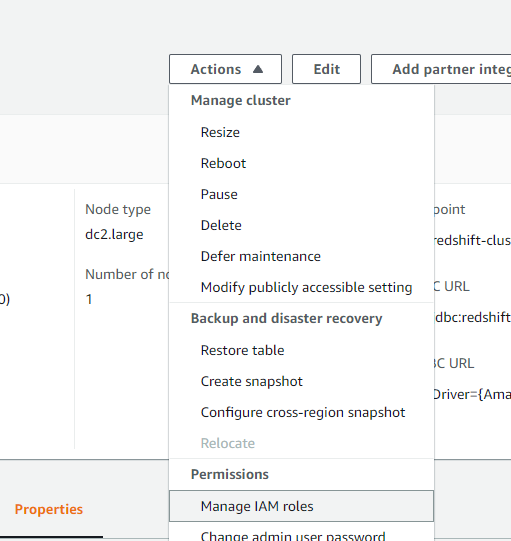 Actions
Edit
Add partner integ
Manage cluster
Resize
Reboot
Pause
Delete
Defer maintenance
Modify publicly accessible setting
Backup and disaster recovery
Restore table
Create snapshot
Configure cross-region snapshot
Relocate
Permissions
Manage IAM roles
Change admin user password
Node type
dc2.large
Number of no
1
0)
point
redshift-clus
C URL
dbc:redshift
BC URL
Driver={Ama
Properties